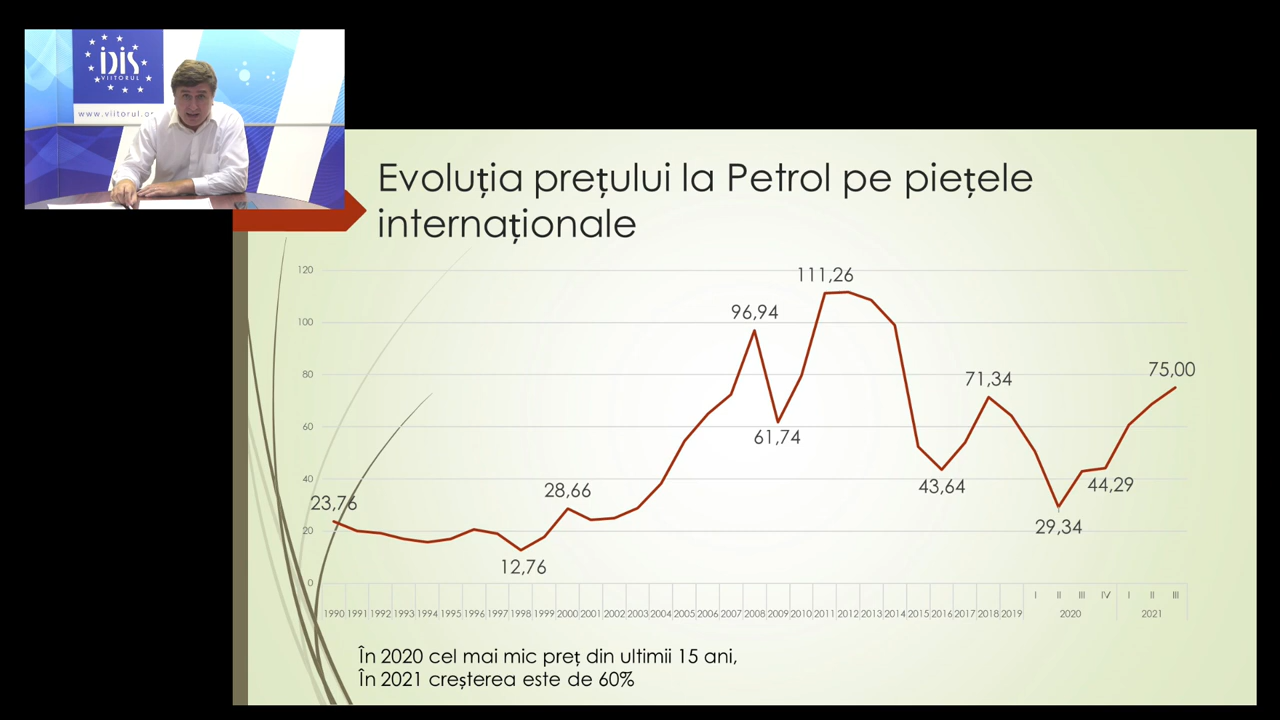 iDiS
VIITORUL
www.viitorul.o
Evoluția prețului la Petrol pe piețele
internaționale
120
100
80
60
40
20
0
23,76
12,76
28,66
96,94
61,74
111,26
43,64
71,34
29,34
44,29
75,00
I II III IV I II III
1990 1991 1992 1993 1994 1995 1996 1997 1998 1999 2000 2001 2002 2003 2004 2005 2006 2007 2008 2009 2010 2011 2012 2013 2014 2015 2016 2017 2018 2019 2020 2021
În 2020 cel mai mic preț din ultimii 15 ani,
În 2021 creșterea este de 60%